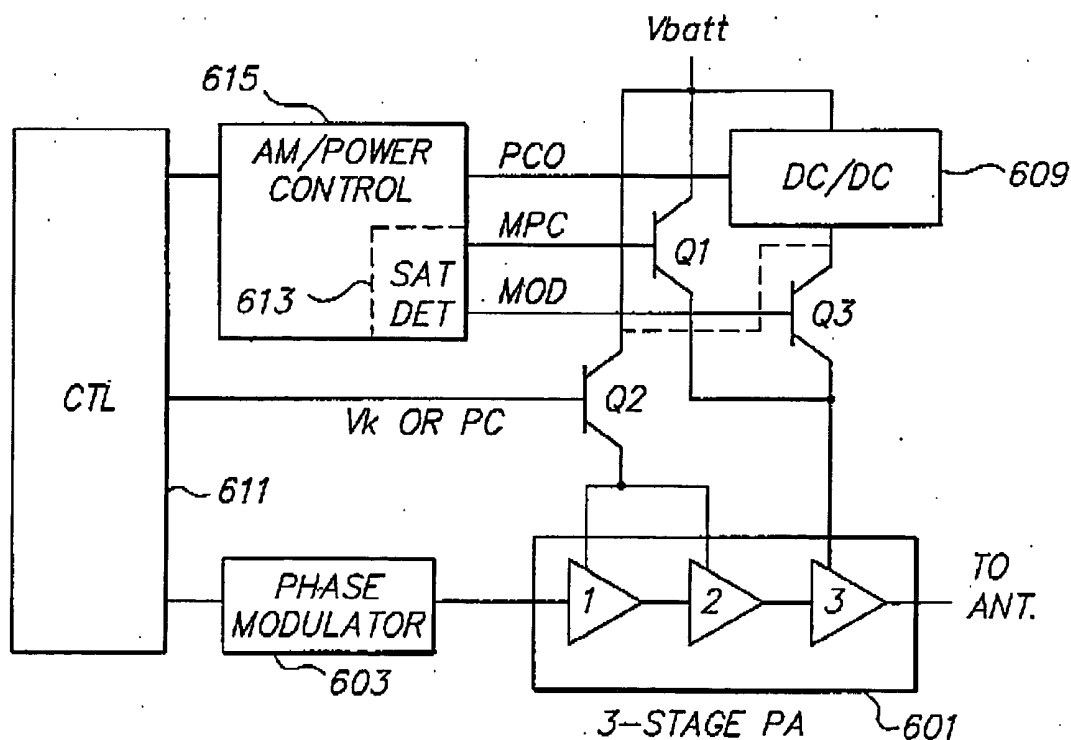 Vbatt
615
AM/POWER
CONTROL
PCO
DC/DC
609
MPC
Q1
SAT
DET
613
MOD
Q3
CTL
Q2
Vk OR PC
611
PHASE
MODULATOR
603
1
2
3
TO
ANT.
3-STAGE PA
601